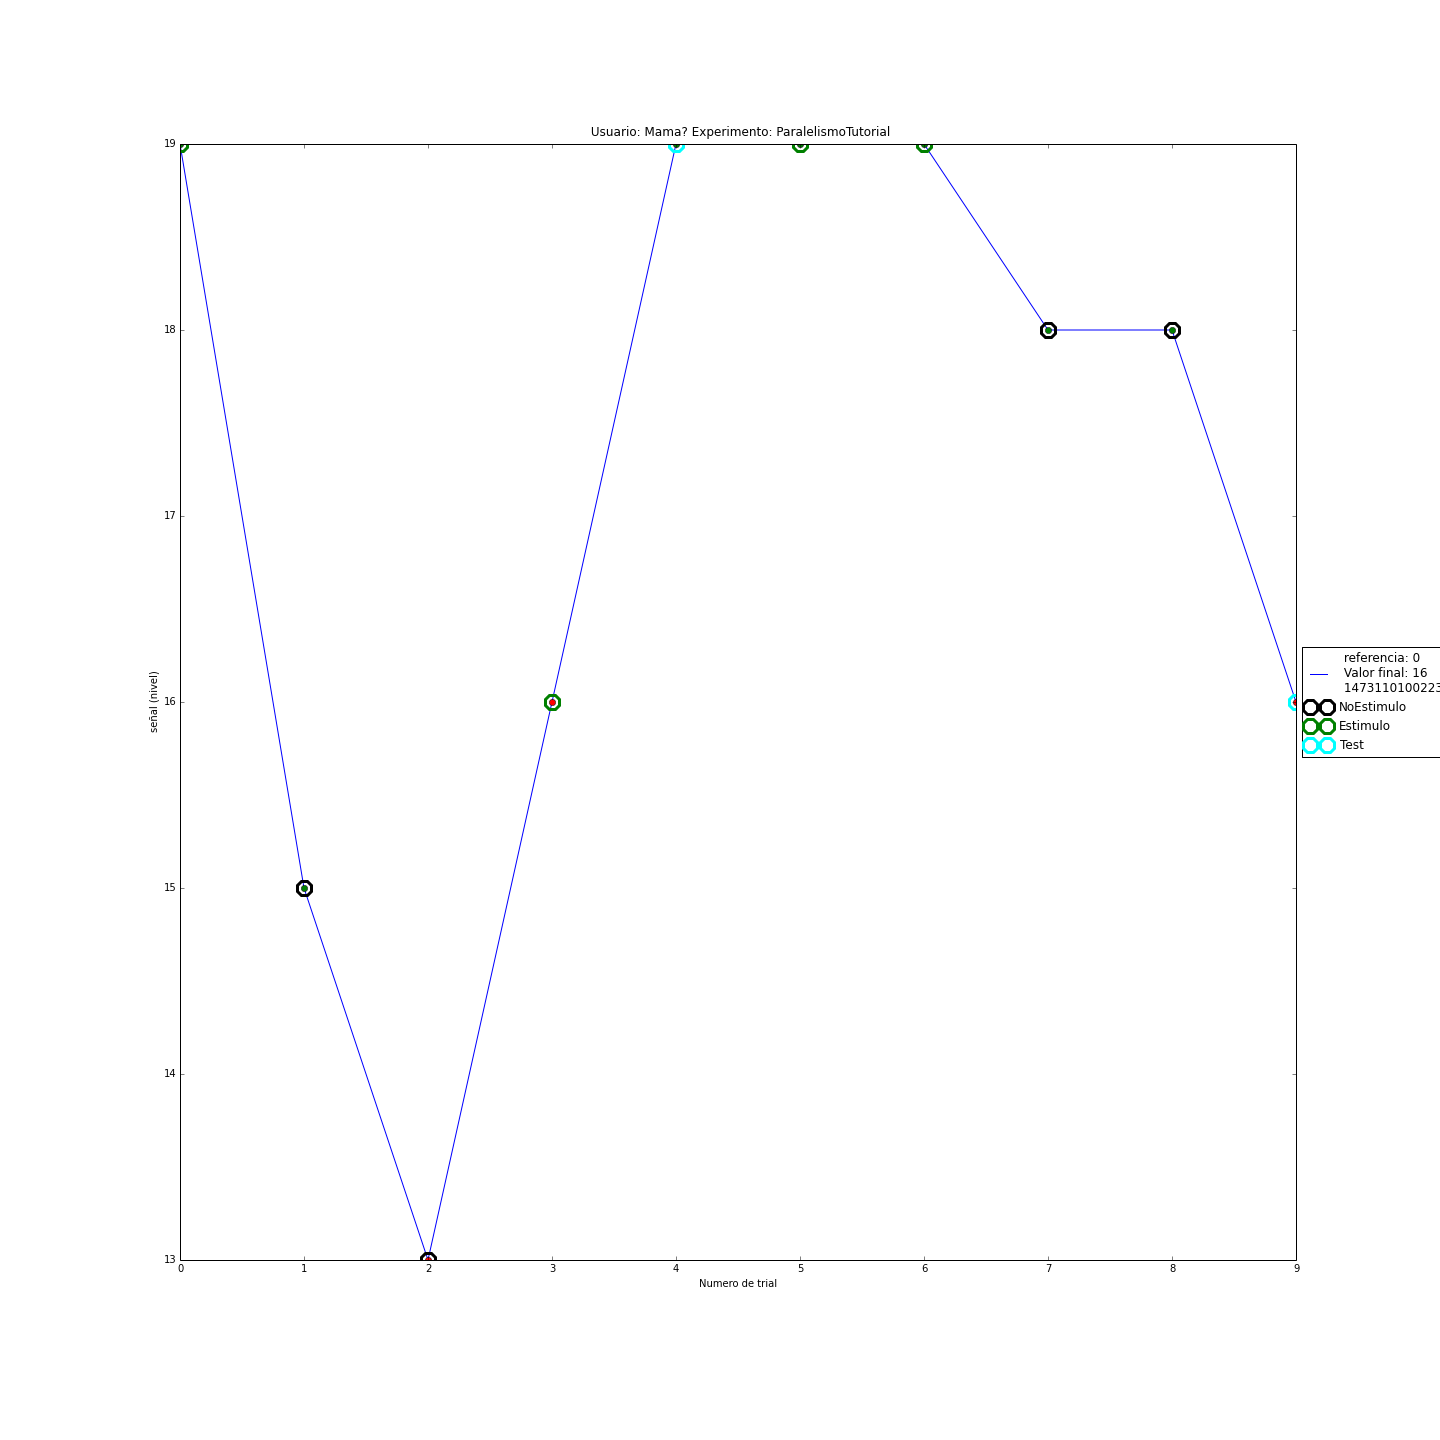 Usuario: Mama? Experimento: ParalelismoTutorial
19
18
17
16
15
14
13
señal (nivel)
0 1 2 3 4 5 6 7 8 9
Numero de trial
referencia: 0
Valor final: 16
1473110100223
NoEstimulo
Estimulo
Test